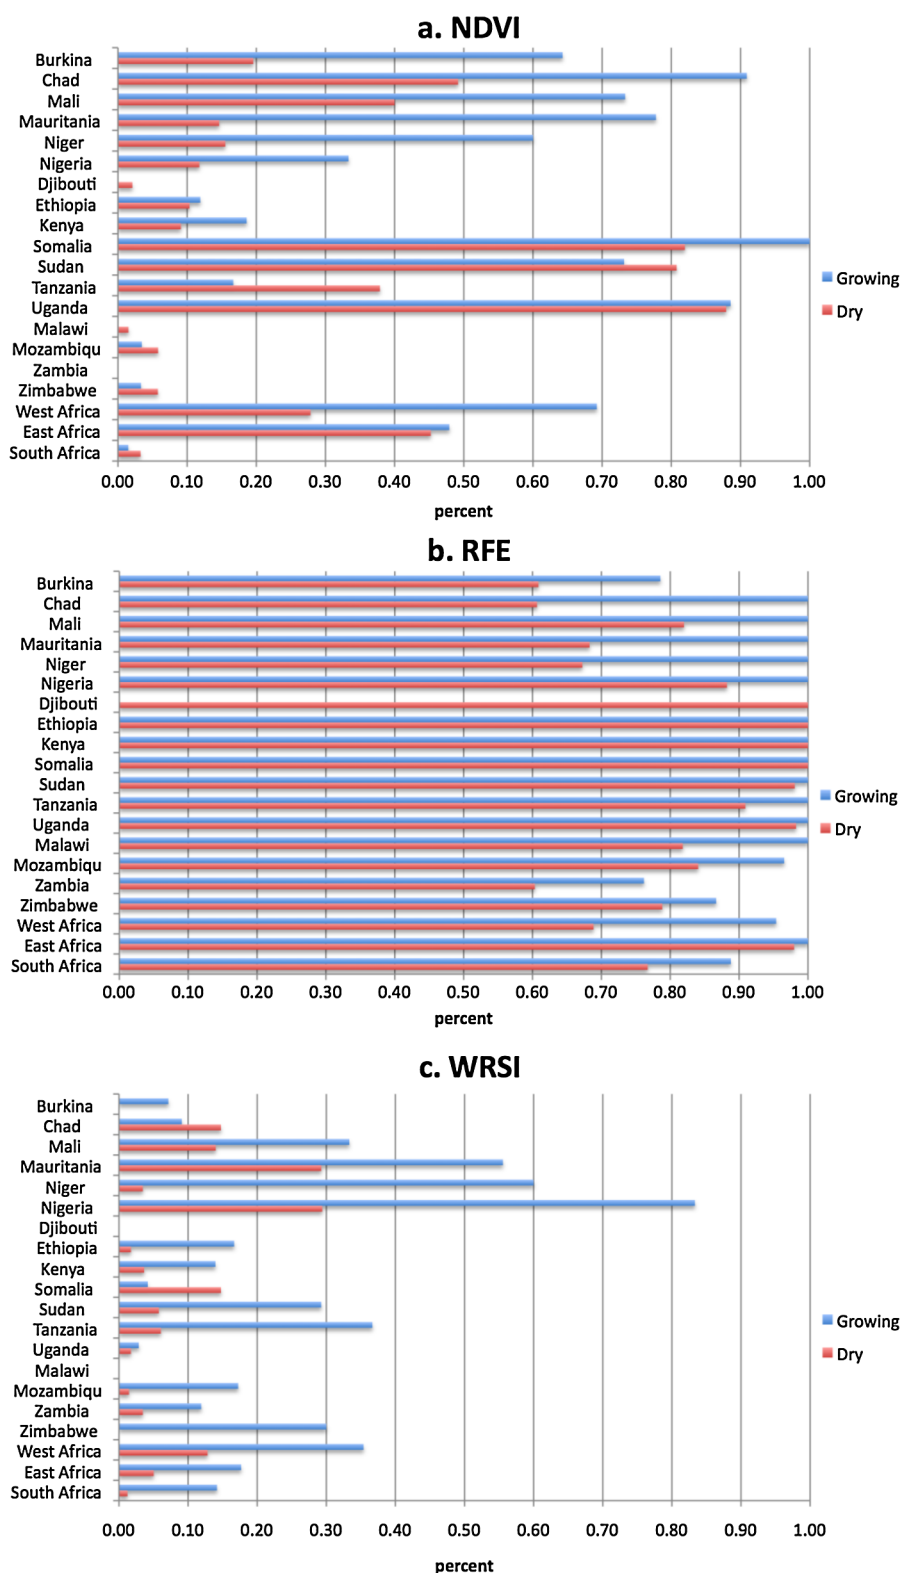 a. NDVI
Burkina
Chad
Mali
Mauritania
Niger
Nigeria
Djibouti
Ethiopia
Kenya
Somalia
Sudan
Tanzania
Uganda
Malawi
Mozambiqu
Zambia
Zimbabwe
West Africa
East Africa
South Africa
Growing
Dry
0.00 0.10 0.20 0.30 0.40 0.50 0.60 0.70 0.80 0.90 1.00
percent
b. RFE
Burkina
Chad
Mali
Mauritania
Niger
Nigeria
Djibouti
Ethiopia
Kenya
Somalia
Sudan
Tanzania
Uganda
Malawi
Mozambiqu
Zambia
Zimbabwe
West Africa
East Africa
South Africa
Growing
Dry
0.00 0.10 0.20 0.30 0.40 0.50 0.60 0.70 0.80 0.90 1.00
percent
c. WRSI
Burkina
Chad
Mali
Mauritania
Niger
Nigeria
Djibouti
Ethiopia
Kenya
Somalia
Sudan
Tanzania
Uganda
Malawi
Mozambiqu
Zambia
Zimbabwe
West Africa
East Africa
South Africa
Growing
Dry
0.00 0.10 0.20 0.30 0.40 0.50 0.60 0.70 0.80 0.90 1.00
percent